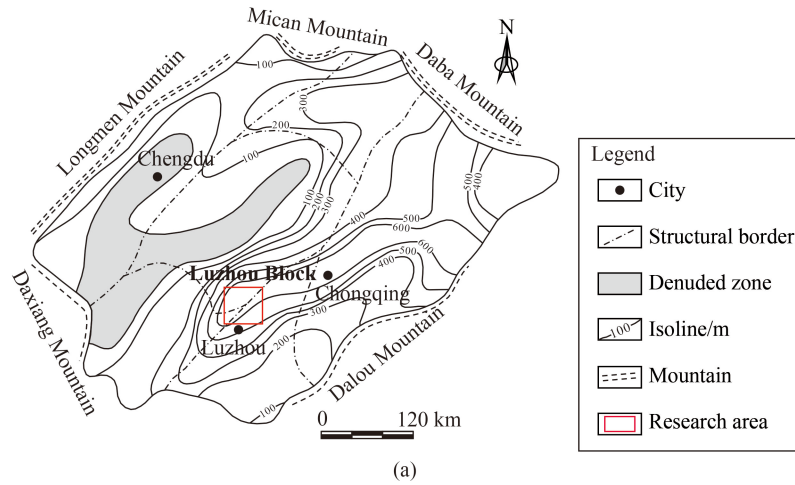 Mican Mountain
N
Daba Mountain
Longmen Mountain
100
300
200
100
Chengdu
100
200
300
400
500
400
500
600
600
500
400
Luzhou Block
Chongqing
300
Luzhou
200
100
Daxiang Mountain
Dalou Mountain
0 120 km
Legend
City
Structural border
Denuded zone
100 Isoline/m
Mountain
Research area
(a)